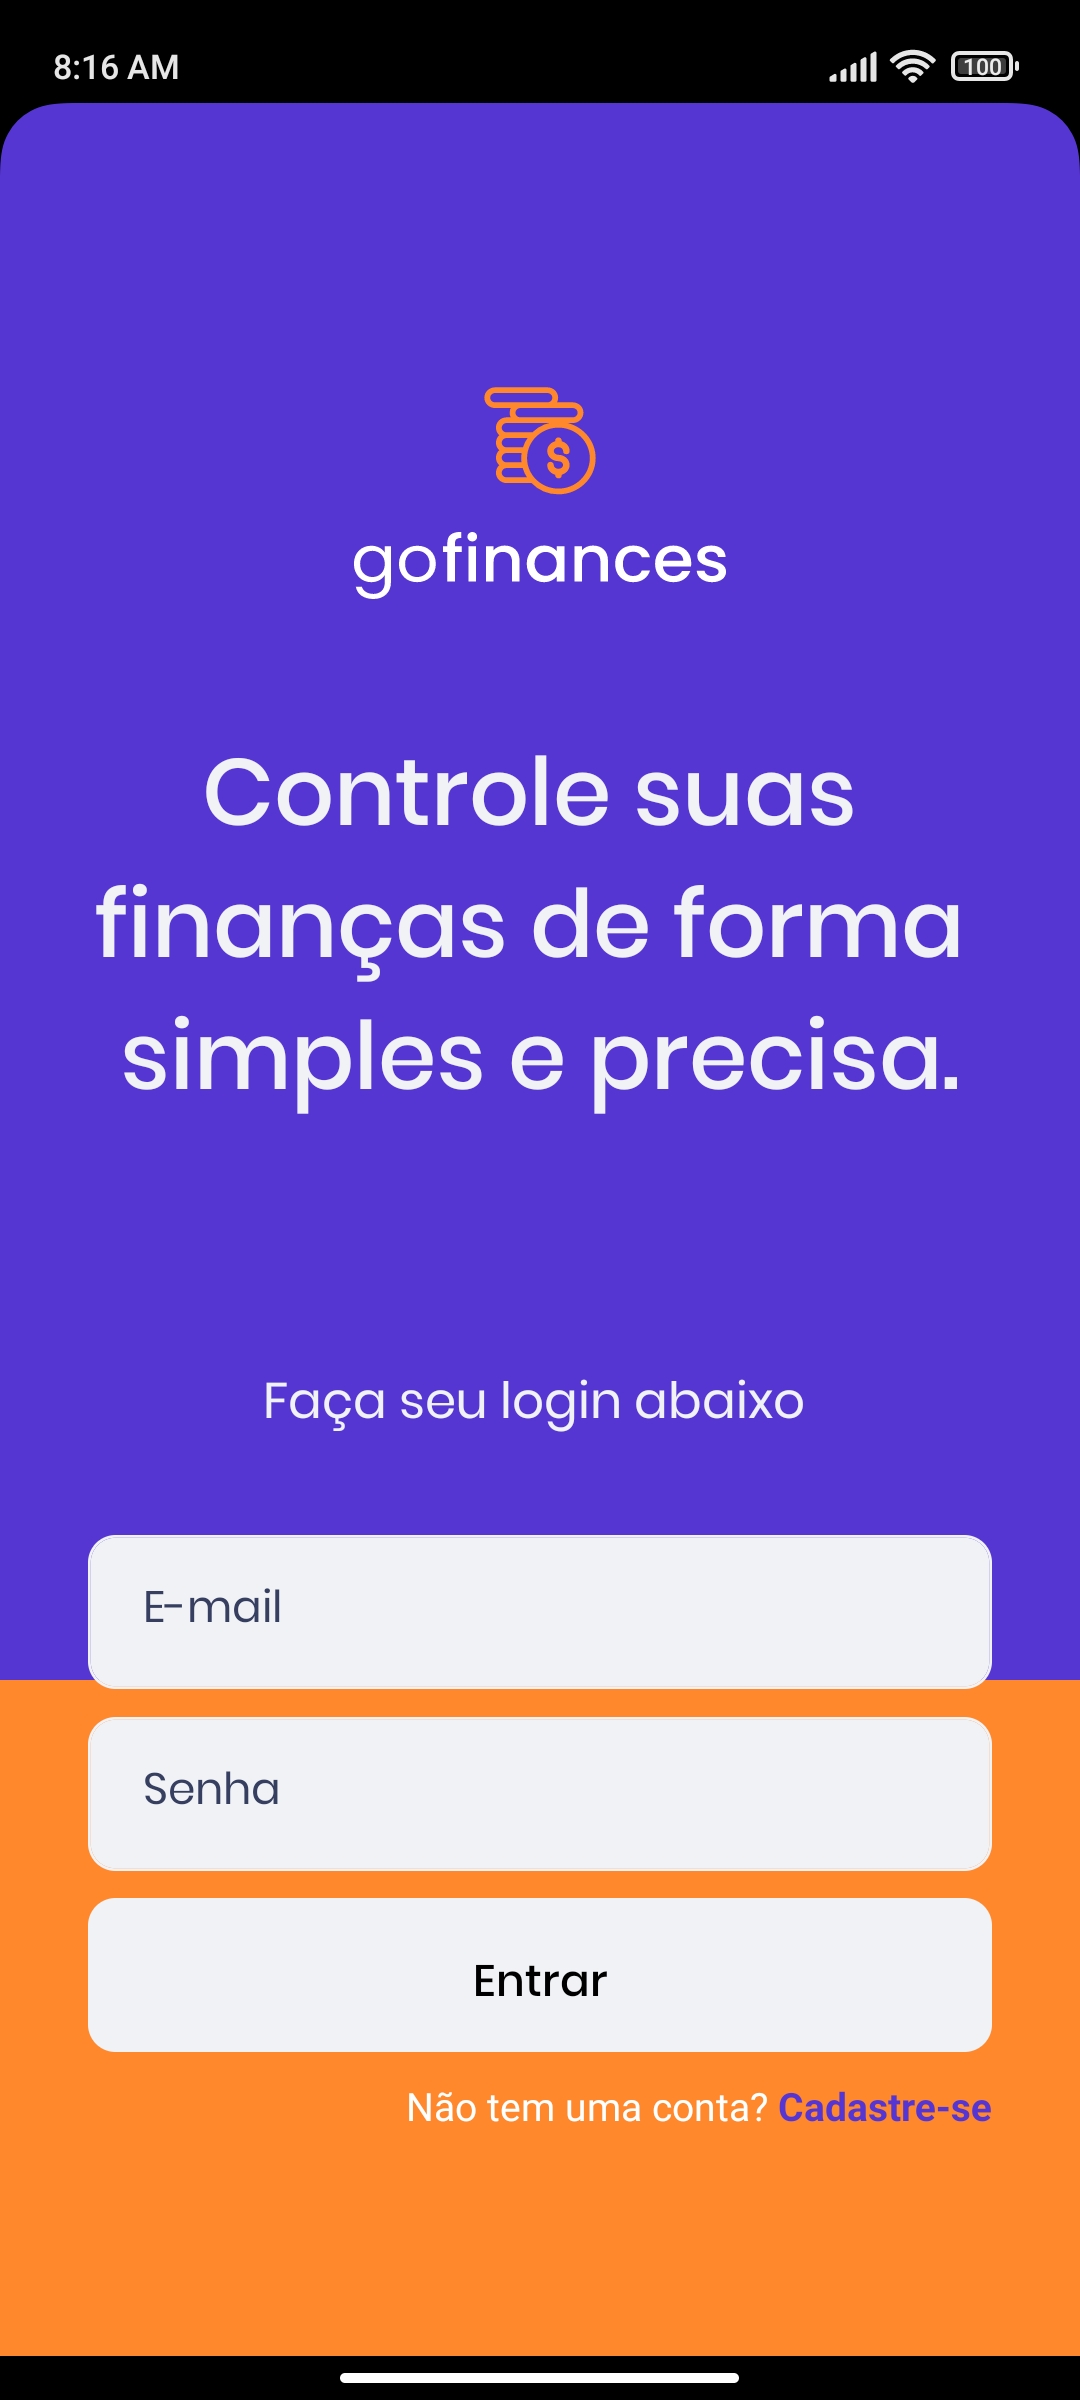 8:16 AM
100
$
gofinances
Controle suas
finanças de forma
simples e precisa.
Faça seu login abaixo
E-mail
Senha
Entrar
Não tem uma conta? Cadastre-se